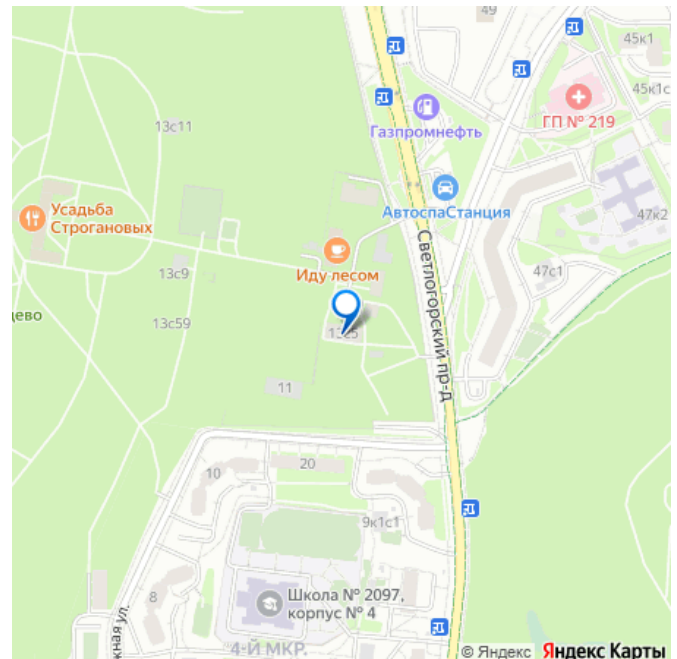 49
45к1
45к1с
ГП № 219
Газпромнефть
13с11
АвтоспаСтанция
47к2
Усадьба
Строгановых
Светлогорский пр-д
Иду лесом
13с9
47с1
13с59
11
20
10
9к1с1
Школа № 2097,
корпус № 4
8
4-Й МКР.
© Яндекс Яндекс Карты